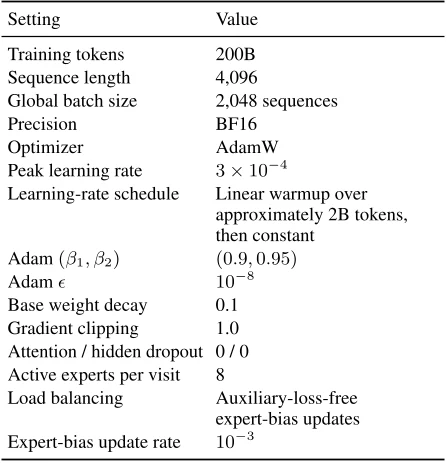 Setting Value
Training tokens 200B
Sequence length 4,096
Global batch size 2,048 sequences
Precision BF16
Optimizer AdamW
Peak learning rate 3 × 10⁻⁴
Learning-rate schedule Linear warmup over
approximately 2B tokens,
then constant
Adam (β₁, β₂) (0.9, 0.95)
Adam ϵ 10⁻⁸
Base weight decay 0.1
Gradient clipping 1.0
Attention / hidden dropout 0 / 0
Active experts per visit 8
Load balancing Auxiliary-loss-free
expert-bias updates
Expert-bias update rate 10⁻³